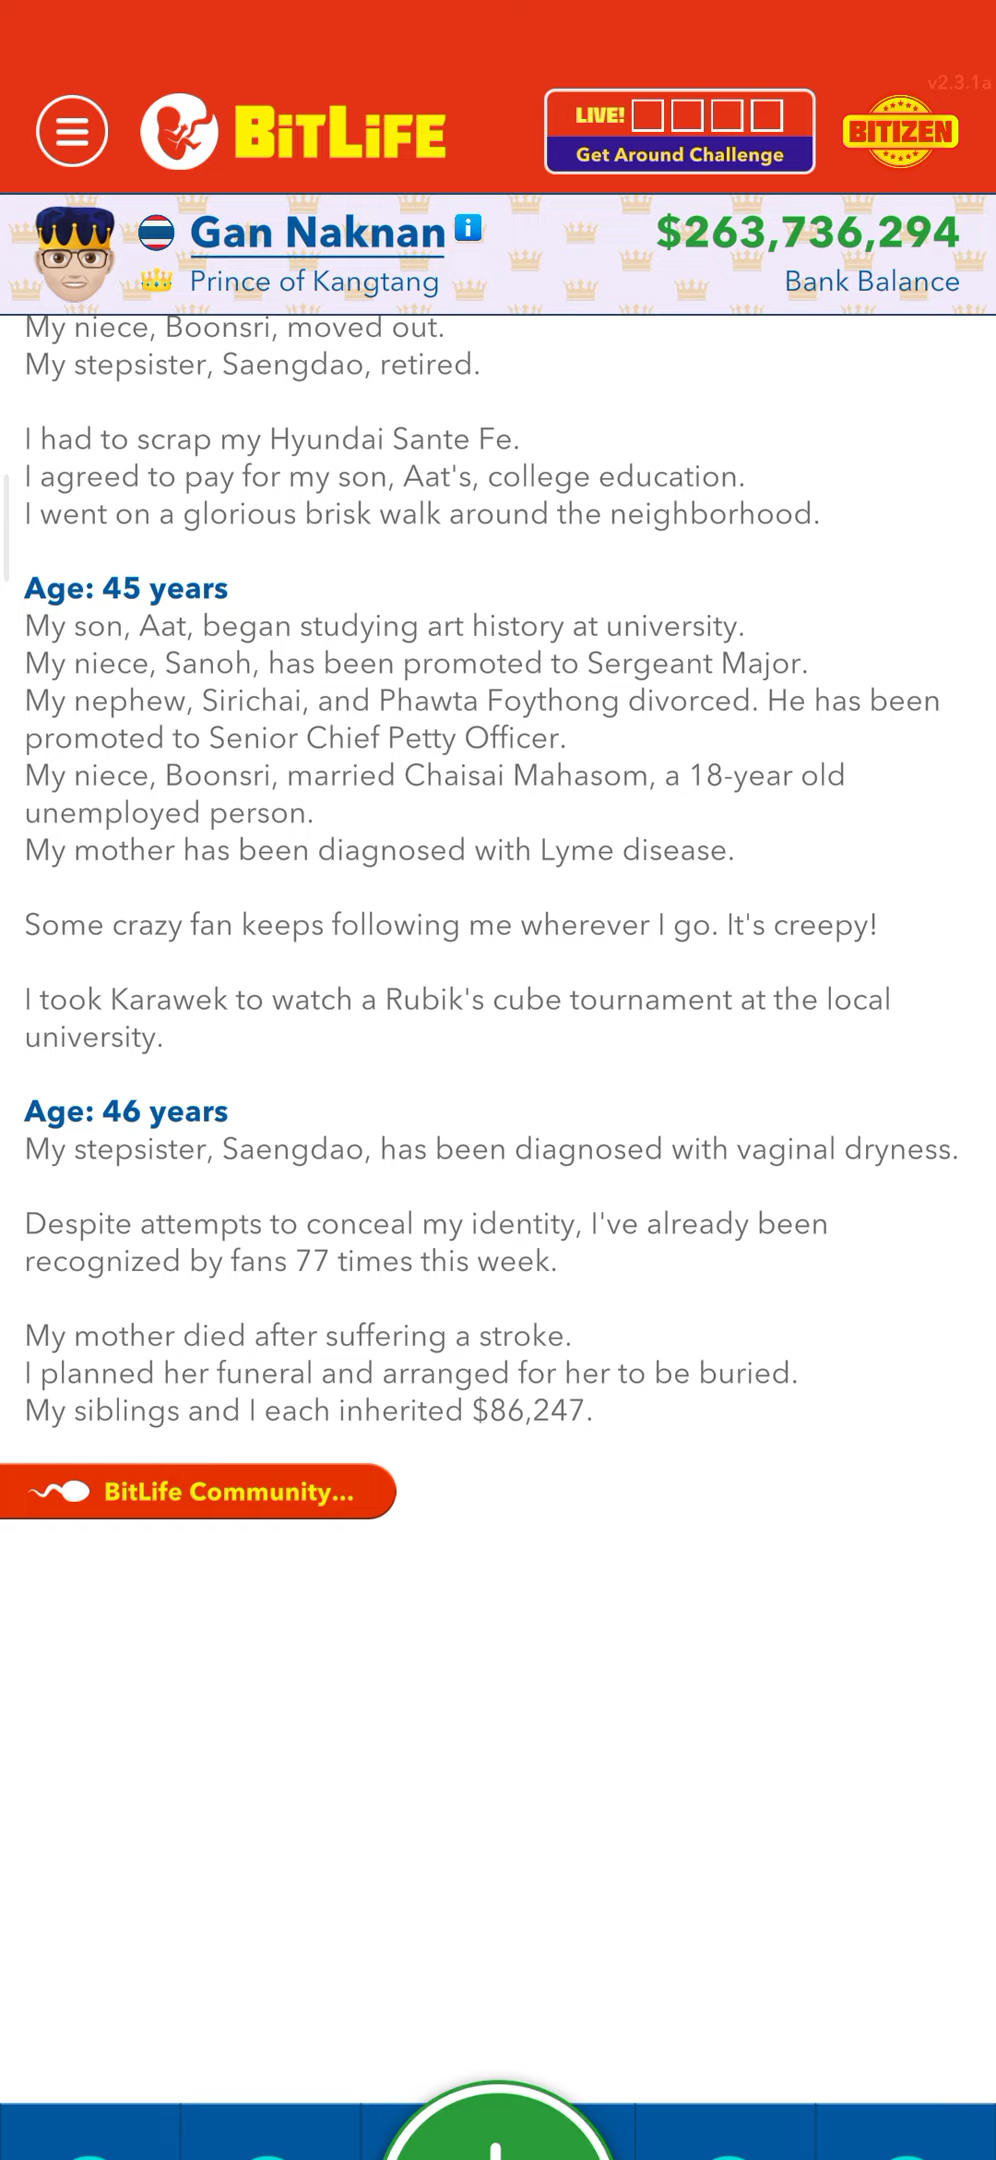 v2.3.1a
BiTLiFE
LIVE!
Get Around Challenge
BITIZEN
Gan Naknan
$263,736,294
Prince of Kangtang
Bank Balance
My niece, Boonsri, moved out.
My stepsister, Saengdao, retired.
I had to scrap my Hyundai Sante Fe.
I agreed to pay for my son, Aat's, college education.
I went on a glorious brisk walk around the neighborhood.
Age: 45 years
My son, Aat, began studying art history at university.
My niece, Sanoh, has been promoted to Sergeant Major.
My nephew, Sirichai, and Phawta Foythong divorced. He has been
promoted to Senior Chief Petty Officer.
My niece, Boonsri, married Chaisai Mahasom, a 18-year old
unemployed person.
My mother has been diagnosed with Lyme disease.
Some crazy fan keeps following me wherever I go. It's creepy!
I took Karawek to watch a Rubik's cube tournament at the local
university.
Age: 46 years
My stepsister, Saengdao, has been diagnosed with vaginal dryness.
Despite attempts to conceal my identity, I've already been
recognized by fans 77 times this week.
My mother died after suffering a stroke.
I planned her funeral and arranged for her to be buried.
My siblings and I each inherited $86,247.
BitLife Community...